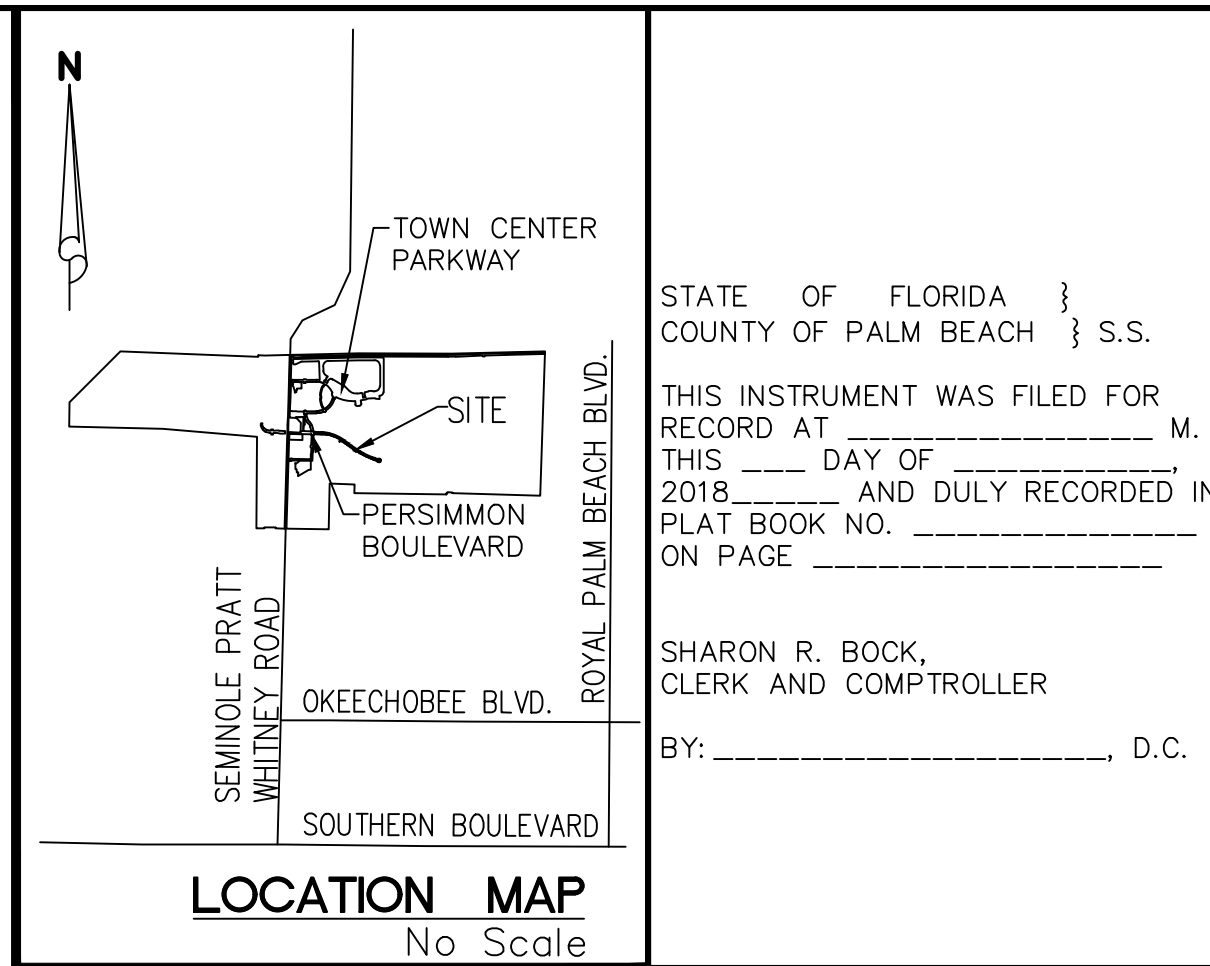 N
TOWN CENTER
PARKWAY
SITE
PERSIMMON
BOULEVARD
ROYAL PALM BEACH BLVD.
SEMINOLE PRATT
WHITNEY ROAD
OKEECHOBEE BLVD.
SOUTHERN BOULEVARD
LOCATION MAP
No Scale
STATE OF FLORIDA }
COUNTY OF PALM BEACH } S.S.
THIS INSTRUMENT WAS FILED FOR
RECORD AT ______________ M.
THIS ___ DAY OF __________,
2018_____ AND DULY RECORDED IN
PLAT BOOK NO. _____________
ON PAGE ________________
SHARON R. BOCK,
CLERK AND COMPTROLLER
BY: __________________, D.C.